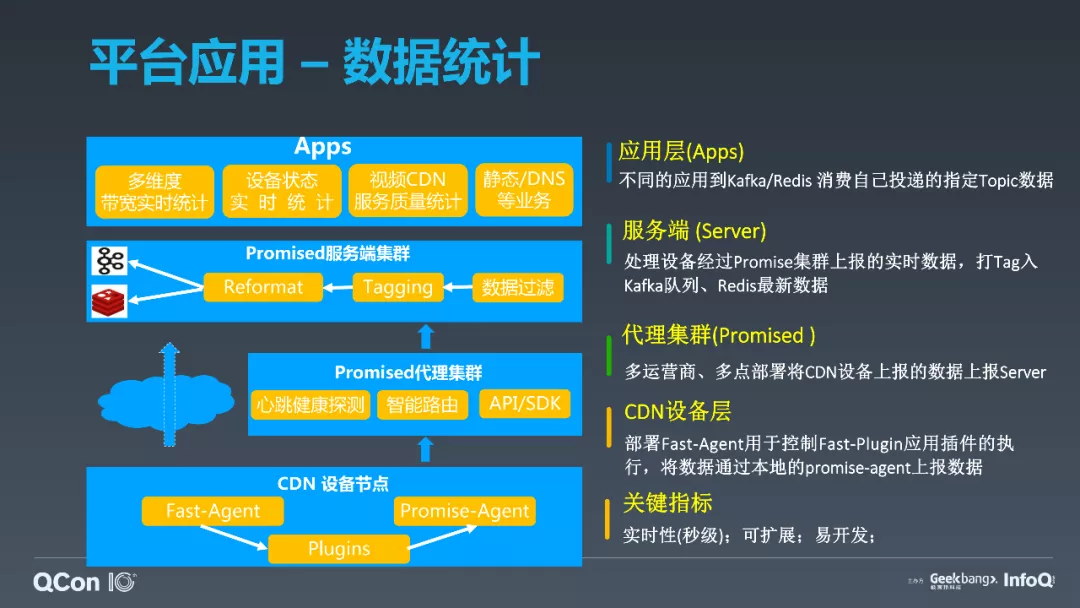 平台应用 – 数据统计
Apps
多维度
带宽实时统计
设备状态
实 时 统 计
视频CDN
服务质量统计
静态/DNS
等业务
Promised服务端集群
Reformat
Tagging
数据过滤
Promised代理集群
心跳健康探测
智能路由
API/SDK
CDN 设备节点
Fast-Agent
Promise-Agent
Plugins
应用层(Apps)
不同的应用到Kafka/Redis 消费自己投递的指定Topic数据
服务端 (Server)
处理设备经过Promise集群上报的实时数据，打Tag入
Kafka队列、Redis最新数据
代理集群(Promised )
多运营商、多点部署将CDN设备上报的数据上报Server
CDN设备层
部署Fast-Agent用于控制Fast-Plugin应用插件的执
行，将数据通过本地的promise-agent上报数据
关键指标
实时性(秒级)；可扩展；易开发；
QCon 10th
主办方 Geekbang>. InfoQ
极客邦科技